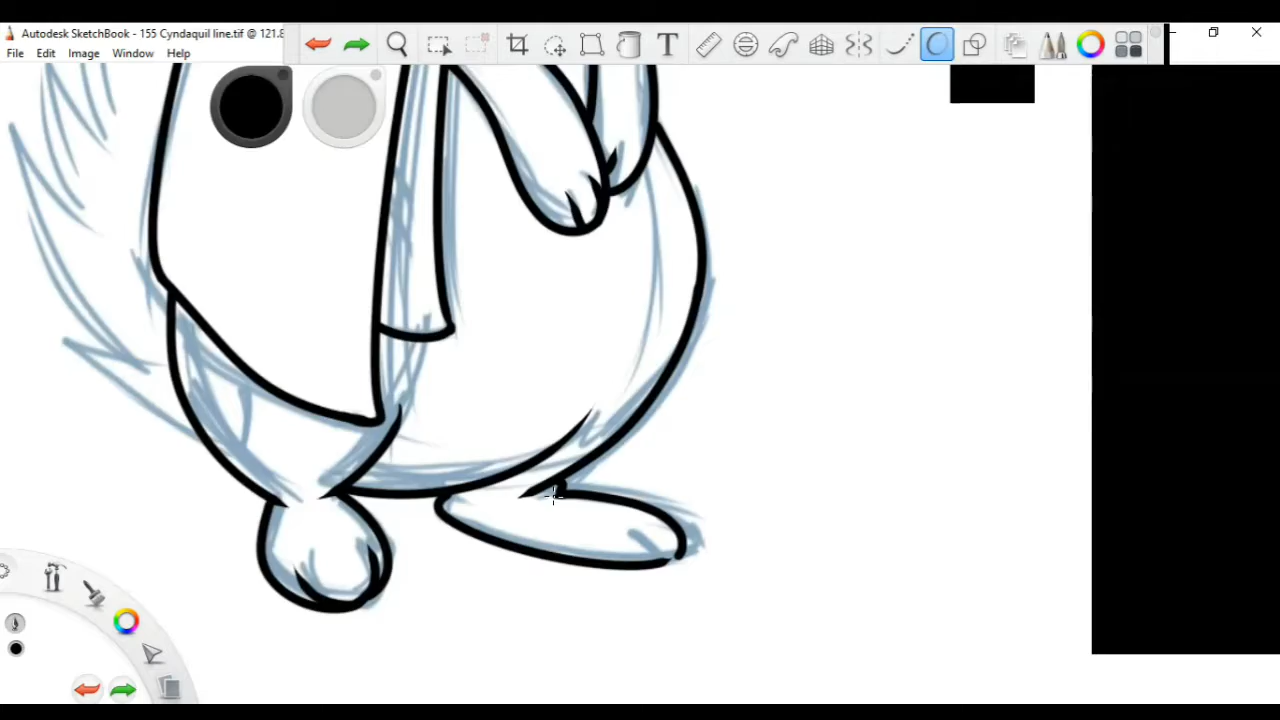 Autodesk SketchBook - 155 Cyndaquil line.tif @ 121.8
File Edit Image Window Help
T